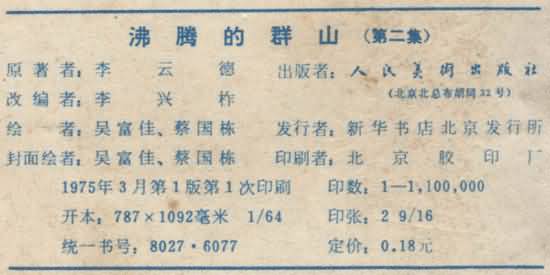 沸腾的群山（第二集）
原著者：李云德 出版者：人民美术出版社
改编者：李兴柞 （北京北总布胡同32号）
绘者：吴富佳、蔡国栋 发行者：新华书店北京发行所
封面绘者：吴富佳、蔡国栋 印刷者：北京胶印厂
1975年3月第1版第1次印刷 印数：1—1,100,000
开本：787×1092毫米 1/64 印张：2 9/16
统一书号：8027·6077 定价：0.18元